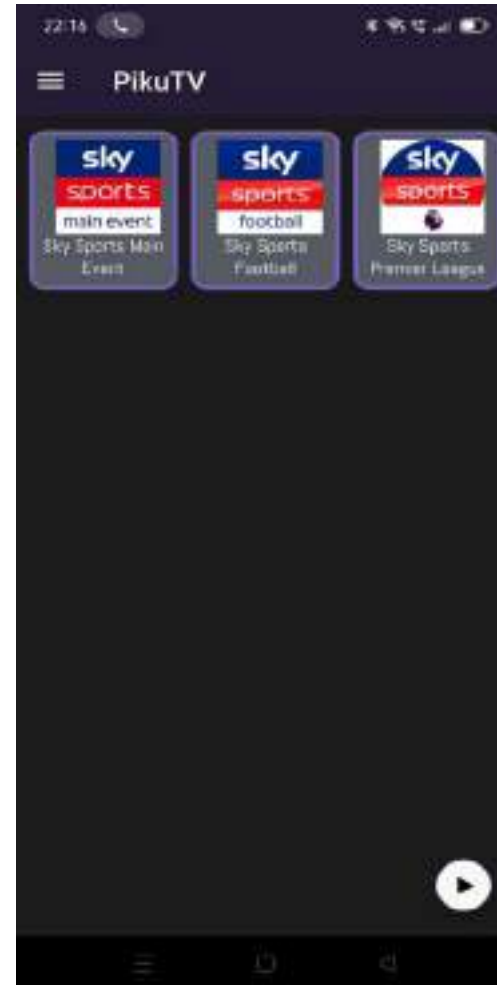 22:16
PikuTV
sky
sports
main event
Sky Sports Main
Event
sky
sports
football
Sky Sports
Football
sky
sports
Sky Sports
Premier League